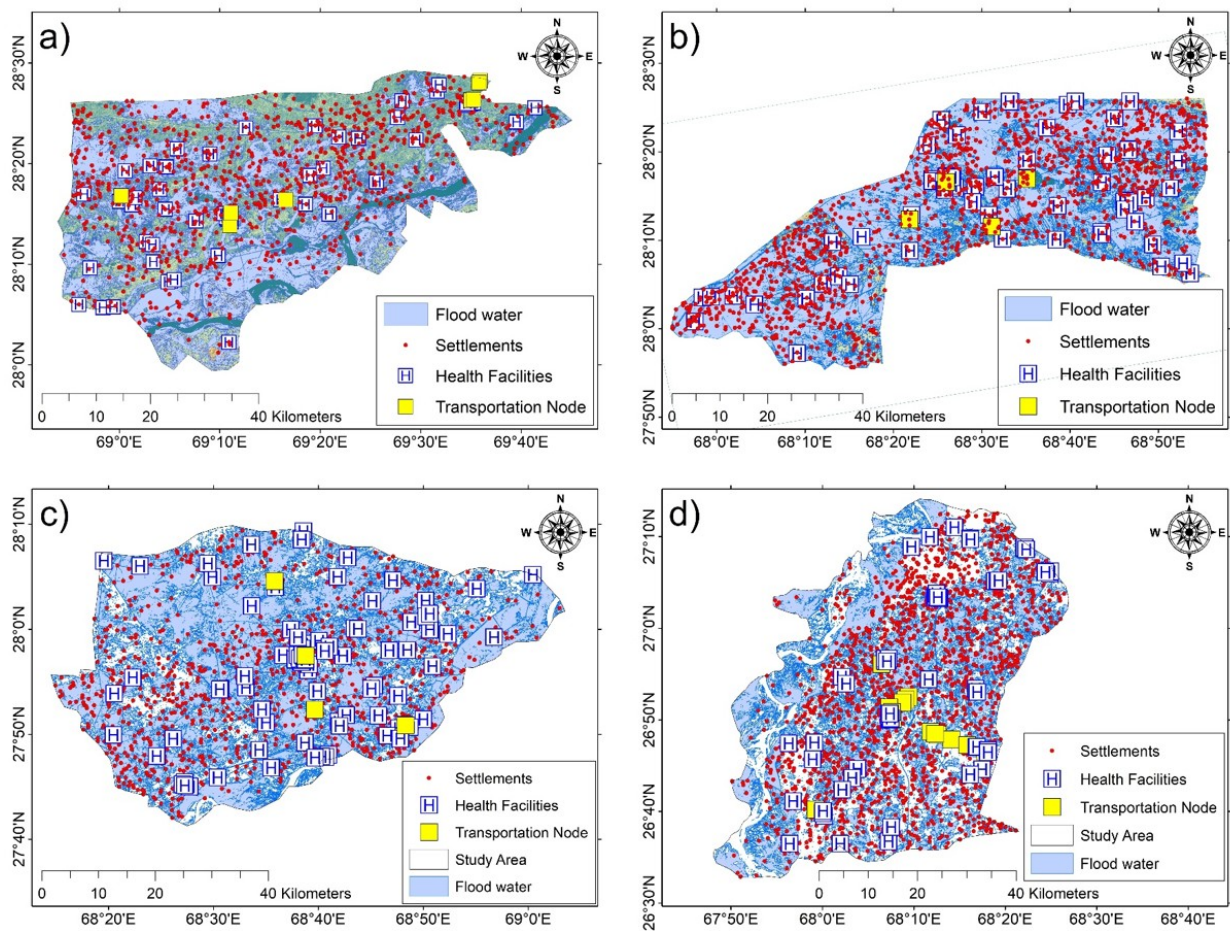 a)
N
W E
S
28°30'N
28°20'N
28°10'N
28°0'N
Flood water
Settlements
H Health Facilities
Transportation Node
0 10 20 40 Kilometers
69°0'E 69°10'E 69°20'E 69°30'E 69°40'E
b)
N
W E
S
28°30'N
28°20'N
28°10'N
28°0'N
27°50'N
Flood water
Settlements
H Health Facilities
Transportation Node
0 10 20 40 Kilometers
68°0'E 68°10'E 68°20'E 68°30'E 68°40'E 68°50'E
c)
N
W E
S
28°10'N
28°0'N
27°50'N
27°40'N
Settlements
H Health Facilities
Transportation Node
Study Area
Flood water
0 10 20 40 Kilometers
68°20'E 68°30'E 68°40'E 68°50'E 69°0'E
d)
N
W E
S
27°10'N
27°0'N
26°50'N
26°40'N
26°30'N
Settlements
H Health Facilities
Transportation Node
Study Area
Flood water
0 10 20 40 Kilometers
67°50'E 68°0'E 68°10'E 68°20'E 68°30'E 68°40'E